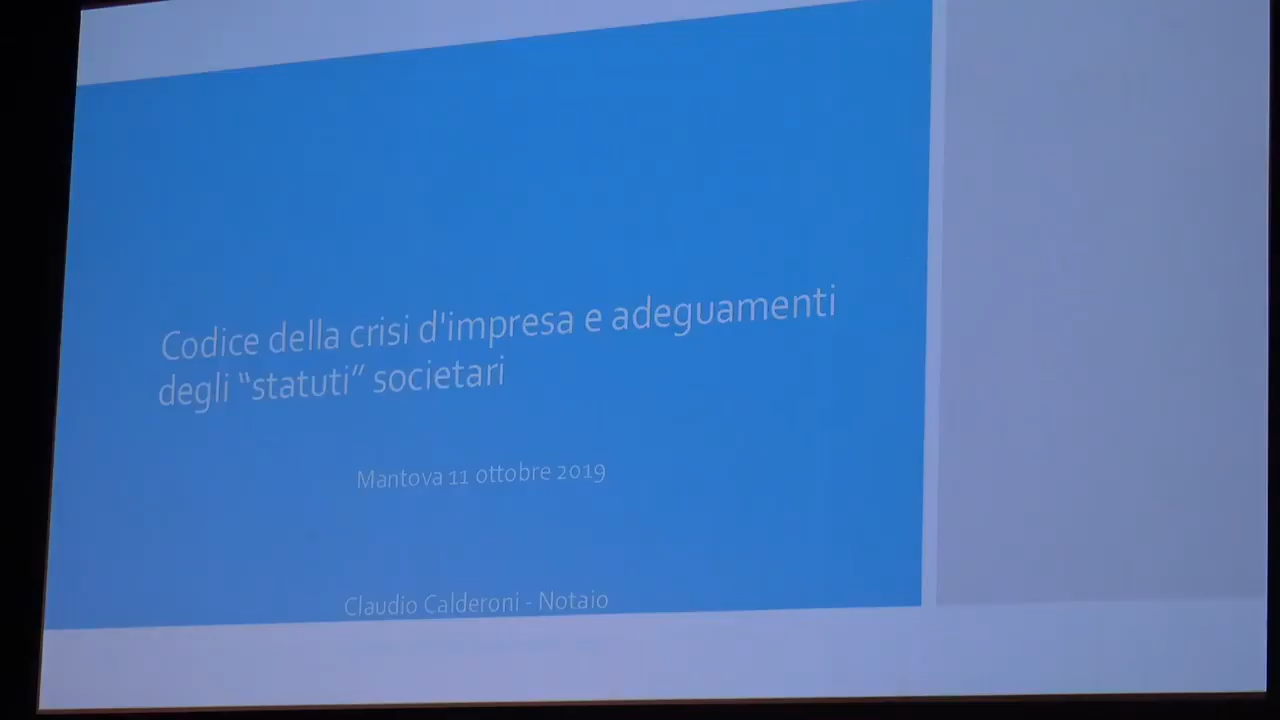 Codice della crisi d'impresa e adeguamenti
degli “statuti” societari
Mantova 11 ottobre 2019
Claudio Calderoni - Notaio